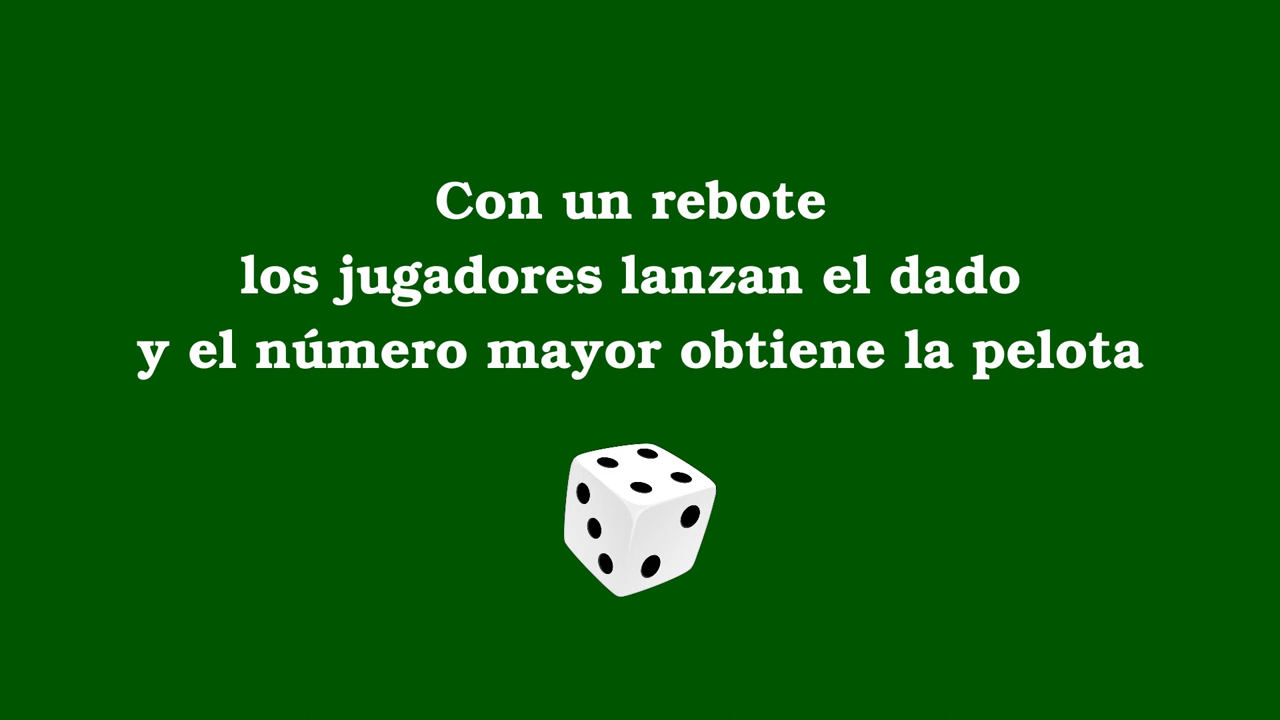 Con un rebote
los jugadores lanzan el dado
y el número mayor obtiene la pelota